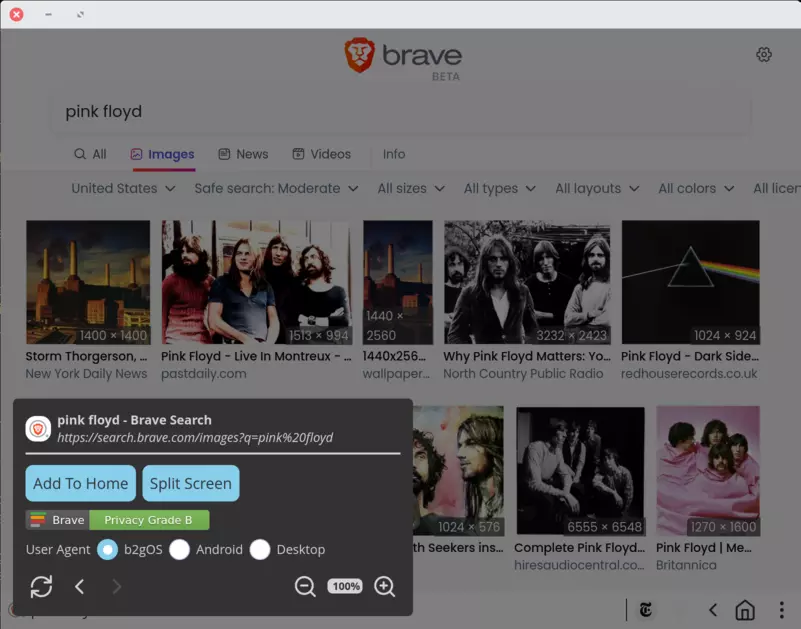 brave
BETA
pink floyd
All Images News Videos Info
United States Safe search: Moderate All sizes All types All layouts All colors All licen
1400 × 1400
1513 × 994
1440 ×
2560
3232 × 2423
1024 × 924
Storm Thorgerson, ...
New York Daily News
Pink Floyd - Live In Montreux - ...
pastdaily.com
1440x256...
wallpaper...
Why Pink Floyd Matters: Yo...
North Country Public Radio
Pink Floyd - Dark Side...
redhouserecords.co.uk
1024 × 576
6555 × 6548
1270 × 1600
th Seekers ins...
Complete Pink Floyd...
hiresaudiocentral.co...
Pink Floyd | Me...
Britannica
pink floyd - Brave Search
https://search.brave.com/images?q=pink%20floyd
Add To Home Split Screen
Brave Privacy Grade B
User Agent b2gOS Android Desktop
100%